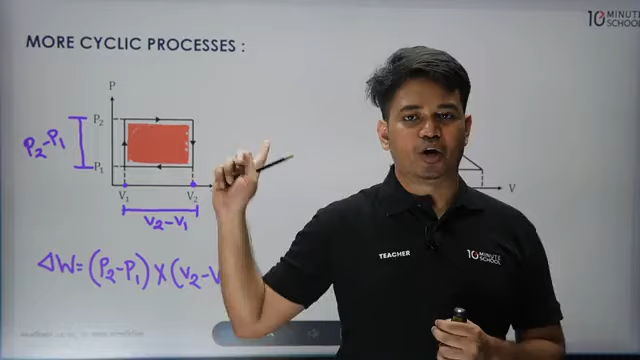 10 MINUTE
SCHOOL
MORE CYCLIC PROCESSES :
P
P₂
P₂-P₁
P₁
V₁
V₂
V₂-V₁
V
ΔW= (P₂-P₁) X (V₂-V
TEACHER
10 MINUTE
SCHOOL